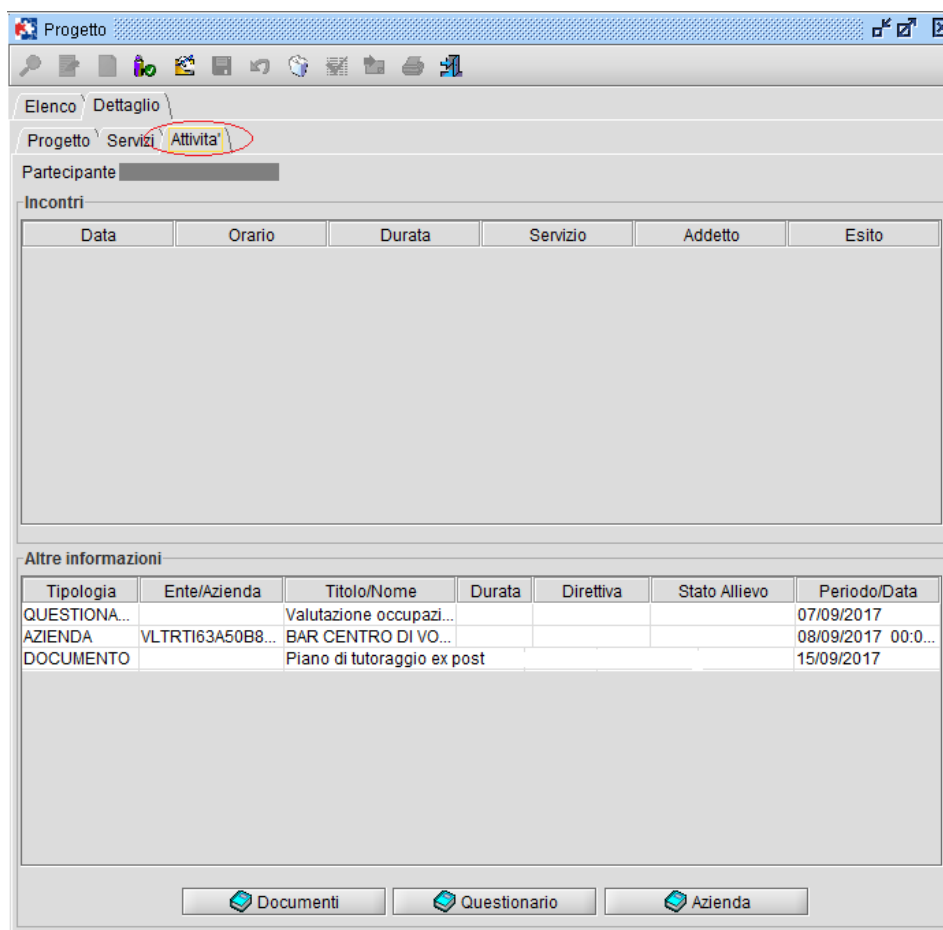 Progetto
Elenco Dettaglio
Progetto Servizi Attivita'
Partecipante
Incontri
Data Orario Durata Servizio Addetto Esito
Altre informazioni
Tipologia Ente/Azienda Titolo/Nome Durata Direttiva Stato Allievo Periodo/Data
QUESTIONA... Valutazione occupazi... 07/09/2017
AZIENDA VLTRTI63A50B8... BAR CENTRO DI VO... 08/09/2017 00:0...
DOCUMENTO Piano di tutoraggio ex post 15/09/2017
Documenti Questionario Azienda